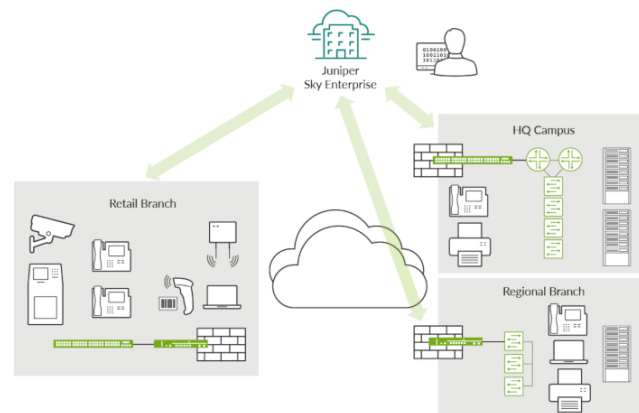 Juniper
Sky Enterprise
HQ Campus
Retail Branch
Regional Branch